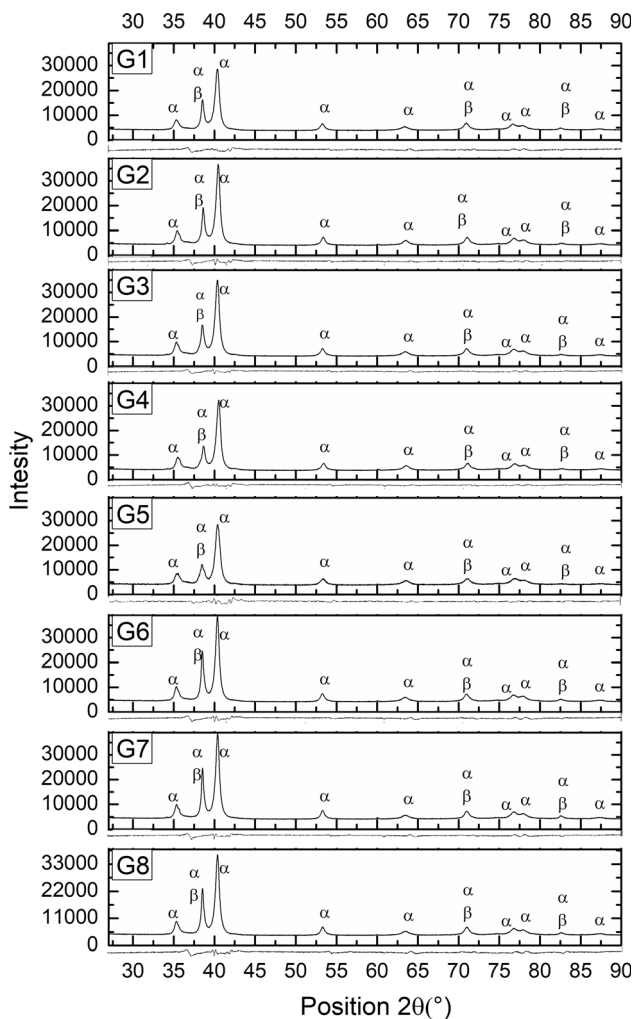 30 35 40 45 50 55 60 65 70 75 80 85 90
G1
30000
20000
10000
0
α α β α α α α β α α α β α
G2
30000
20000
10000
0
α α β α α α α β α α α β α
G3
30000
20000
10000
0
α α β α α α α β α α α β α
G4
30000
20000
10000
0
α α β α α α α β α α α β α
Intesity
G5
30000
20000
10000
0
α α β α α α α β α α α β α
G6
30000
20000
10000
0
α α β α α α α β α α α β α
G7
30000
20000
10000
0
α α β α α α α β α α α β α
G8
33000
22000
11000
0
α α β α α α α β α α α β α
30 35 40 45 50 55 60 65 70 75 80 85 90
Position 2θ(°)